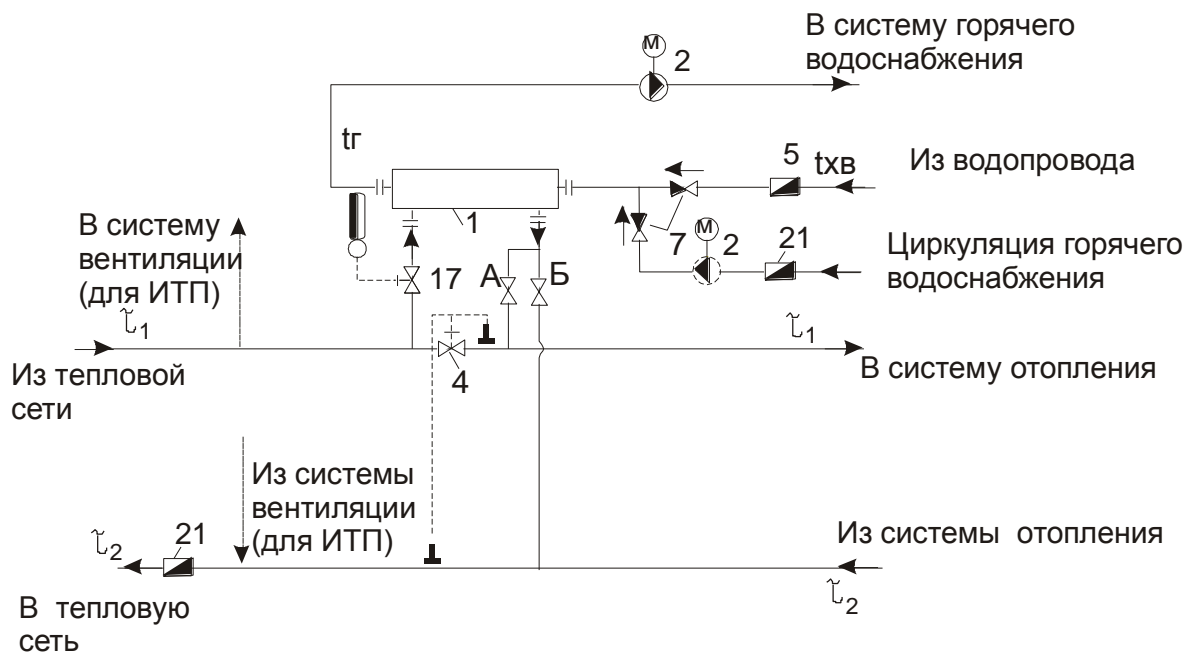 В систему горячего
водоснабжения
М
2
tг
5
tхв
Из водопровода
1
7
М
2
21
Циркуляция горячего
водоснабжения
В систему
вентиляции
(для ИТП)
17
А
Б
τ1
τ1
Из тепловой
сети
4
В систему отопления
Из системы
вентиляции
(для ИТП)
Из системы отопления
τ2
21
τ2
В тепловую
сеть